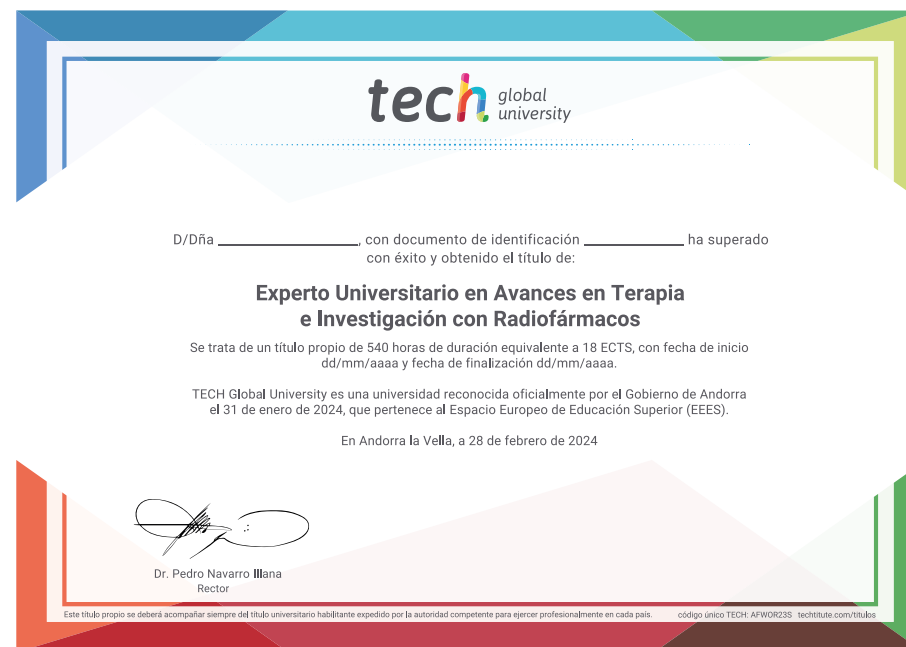 tech global
university
D/Dña ______________, con documento de identificación __________ ha superado
con éxito y obtenido el título de:
Experto Universitario en Avances en Terapia
e Investigación con Radiofármacos
Se trata de un título propio de 540 horas de duración equivalente a 18 ECTS, con fecha de inicio
dd/mm/aaaa y fecha de finalización dd/mm/aaaa.
TECH Global University es una universidad reconocida oficialmente por el Gobierno de Andorra
el 31 de enero de 2024, que pertenece al Espacio Europeo de Educación Superior (EEES).
En Andorra la Vella, a 28 de febrero de 2024
Dr. Pedro Navarro Illana
Rector
Este título propio se deberá acompañar siempre del título universitario habilitante expedido por la autoridad competente para ejercer profesionalmente en cada país. código único TECH: AFWOR23S techtitute.com/titulos